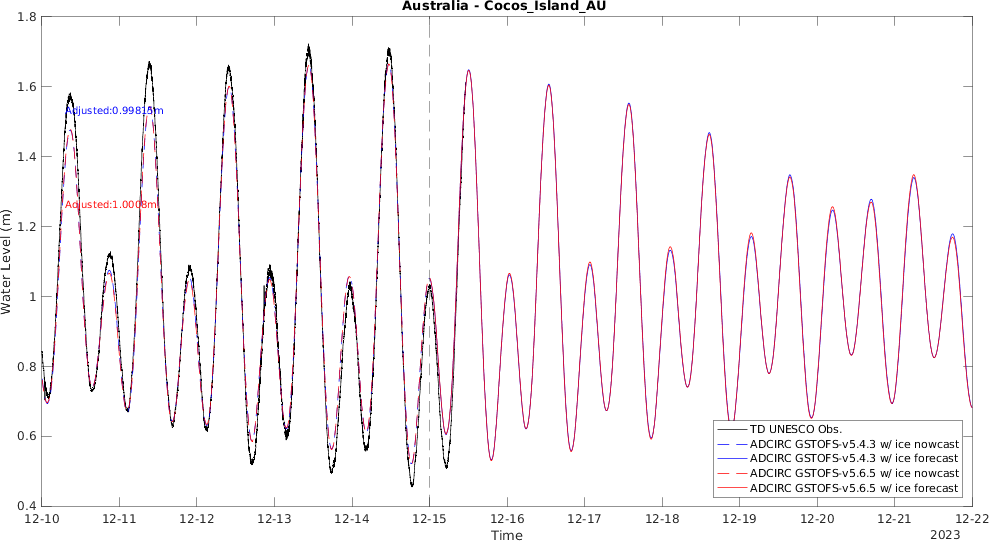 Australia - Cocos_Island_AU
1.8
1.6
1.4
1.2
1
0.8
0.6
0.4
Water Level (m)
Adjusted:0.99815m
Adjusted:1.0008m
TD UNESCO Obs.
ADCIRC GSTOFS-v5.4.3 w/ ice nowcast
ADCIRC GSTOFS-v5.4.3 w/ ice forecast
ADCIRC GSTOFS-v5.6.5 w/ ice nowcast
ADCIRC GSTOFS-v5.6.5 w/ ice forecast
12-10 12-11 12-12 12-13 12-14 12-15 12-16 12-17 12-18 12-19 12-20 12-21 12-22
Time
2023